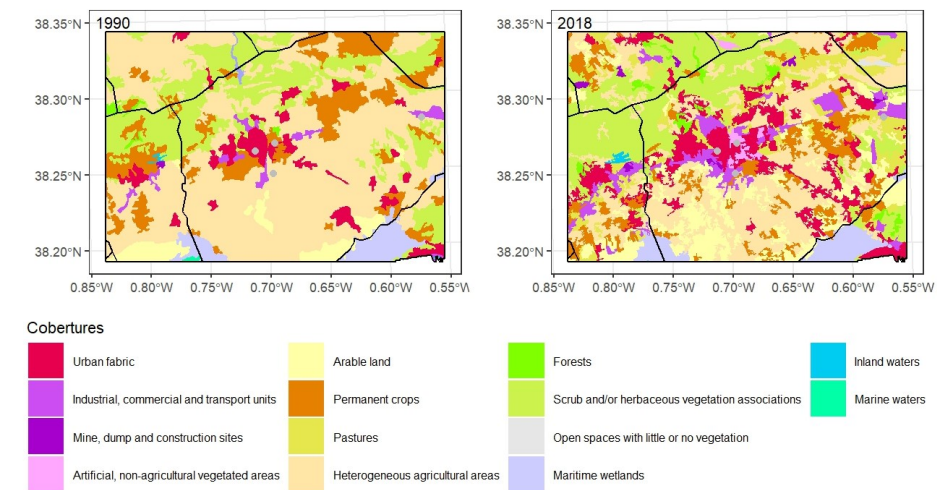 1990
38.35°N
38.30°N
38.25°N
38.20°N
0.85°W 0.80°W 0.75°W 0.70°W 0.65°W 0.60°W 0.55°W
2018
38.35°N
38.30°N
38.25°N
38.20°N
0.85°W 0.80°W 0.75°W 0.70°W 0.65°W 0.60°W 0.55°W
Cobertures
Urban fabric
Industrial, commercial and transport units
Mine, dump and construction sites
Artificial, non-agricultural vegetated areas
Arable land
Permanent crops
Pastures
Heterogeneous agricultural areas
Forests
Scrub and/or herbaceous vegetation associations
Open spaces with little or no vegetation
Maritime wetlands
Inland waters
Marine waters